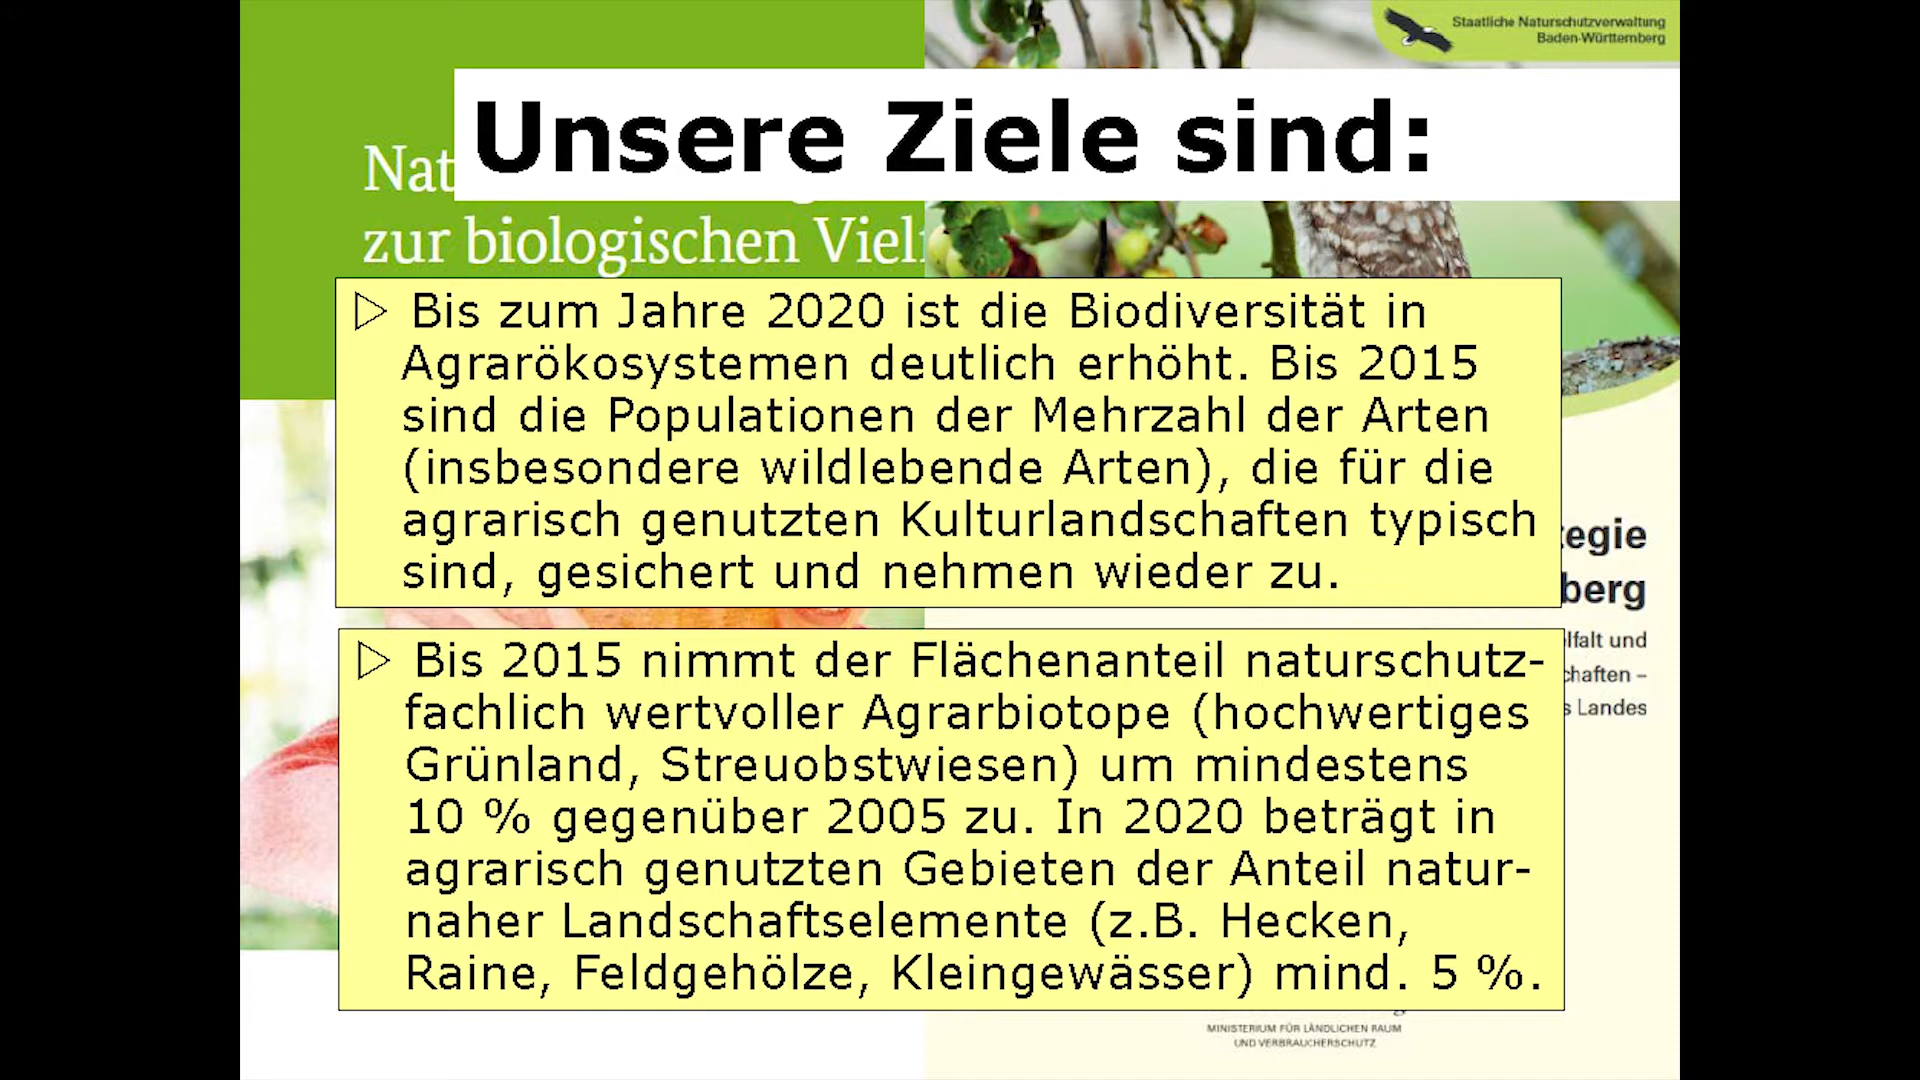 Staatliche Naturschutzverwaltung
Baden-Württemberg
Unsere Ziele sind:
Nat
zur biologischen Viel
▷ Bis zum Jahre 2020 ist die Biodiversität in
Agrarökosystemen deutlich erhöht. Bis 2015
sind die Populationen der Mehrzahl der Arten
(insbesondere wildlebende Arten), die für die
agrarisch genutzten Kulturlandschaften typisch
sind, gesichert und nehmen wieder zu.
tegie
berg
lfalt und
chaften –
s Landes
▷ Bis 2015 nimmt der Flächenanteil naturschutz-
fachlich wertvoller Agrarbiotope (hochwertiges
Grünland, Streuobstwiesen) um mindestens
10 % gegenüber 2005 zu. In 2020 beträgt in
agrarisch genutzten Gebieten der Anteil natur-
naher Landschaftselemente (z.B. Hecken,
Raine, Feldgehölze, Kleingewässer) mind. 5 %.
MINISTERIUM FÜR LÄNDLICHEN RAUM
UND VERBRAUCHERSCHUTZ